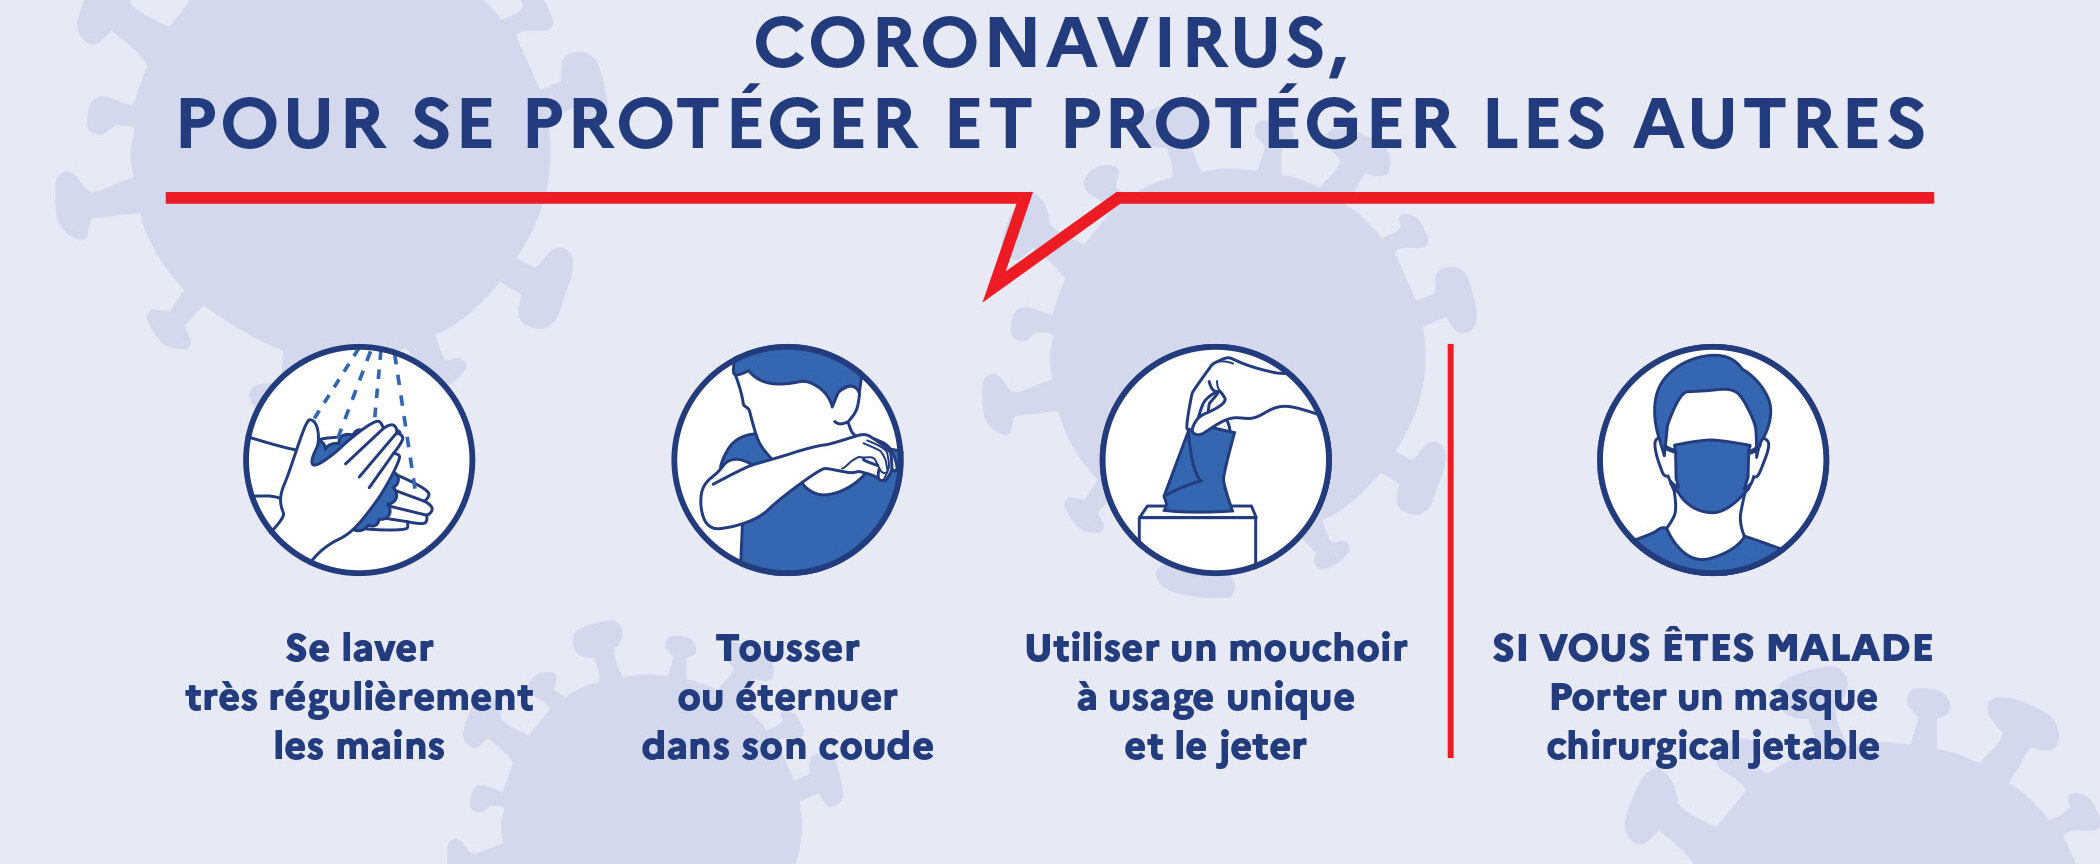 CORONAVIRUS,
POUR SE PROTÉGER ET PROTÉGER LES AUTRES
Se laver
très régulièrement
les mains
Tousser
ou éternuer
dans son coude
Utiliser un mouchoir
à usage unique
et le jeter
SI VOUS ÊTES MALADE
Porter un masque
chirurgical jetable